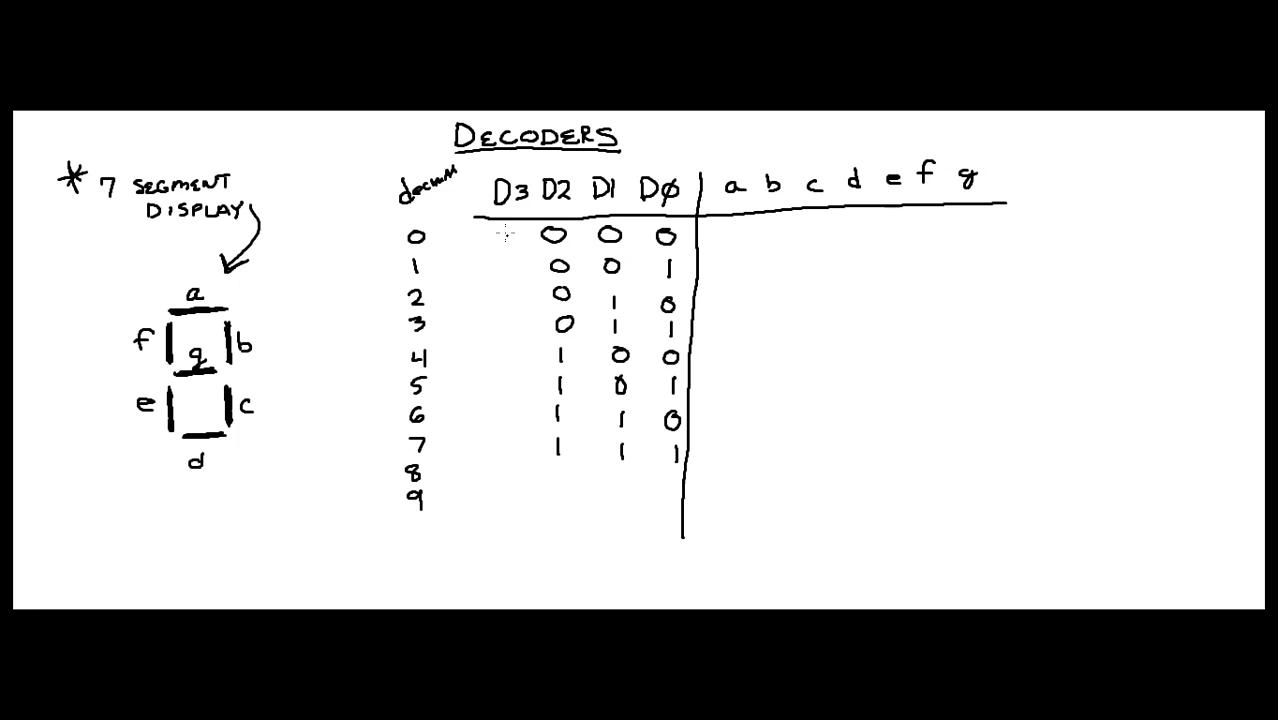 DECODERS
* 7 SEGMENT
DISPLAY
a
f b
g
e c
d
D3 D2 D1 DØ a b c d e f g
0 0 0 0
1 0 0 1
2 0 1 0
3 0 1 1
4 1 0 0
5 1 0 1
6 1 1 0
7 1 1 1
8
9